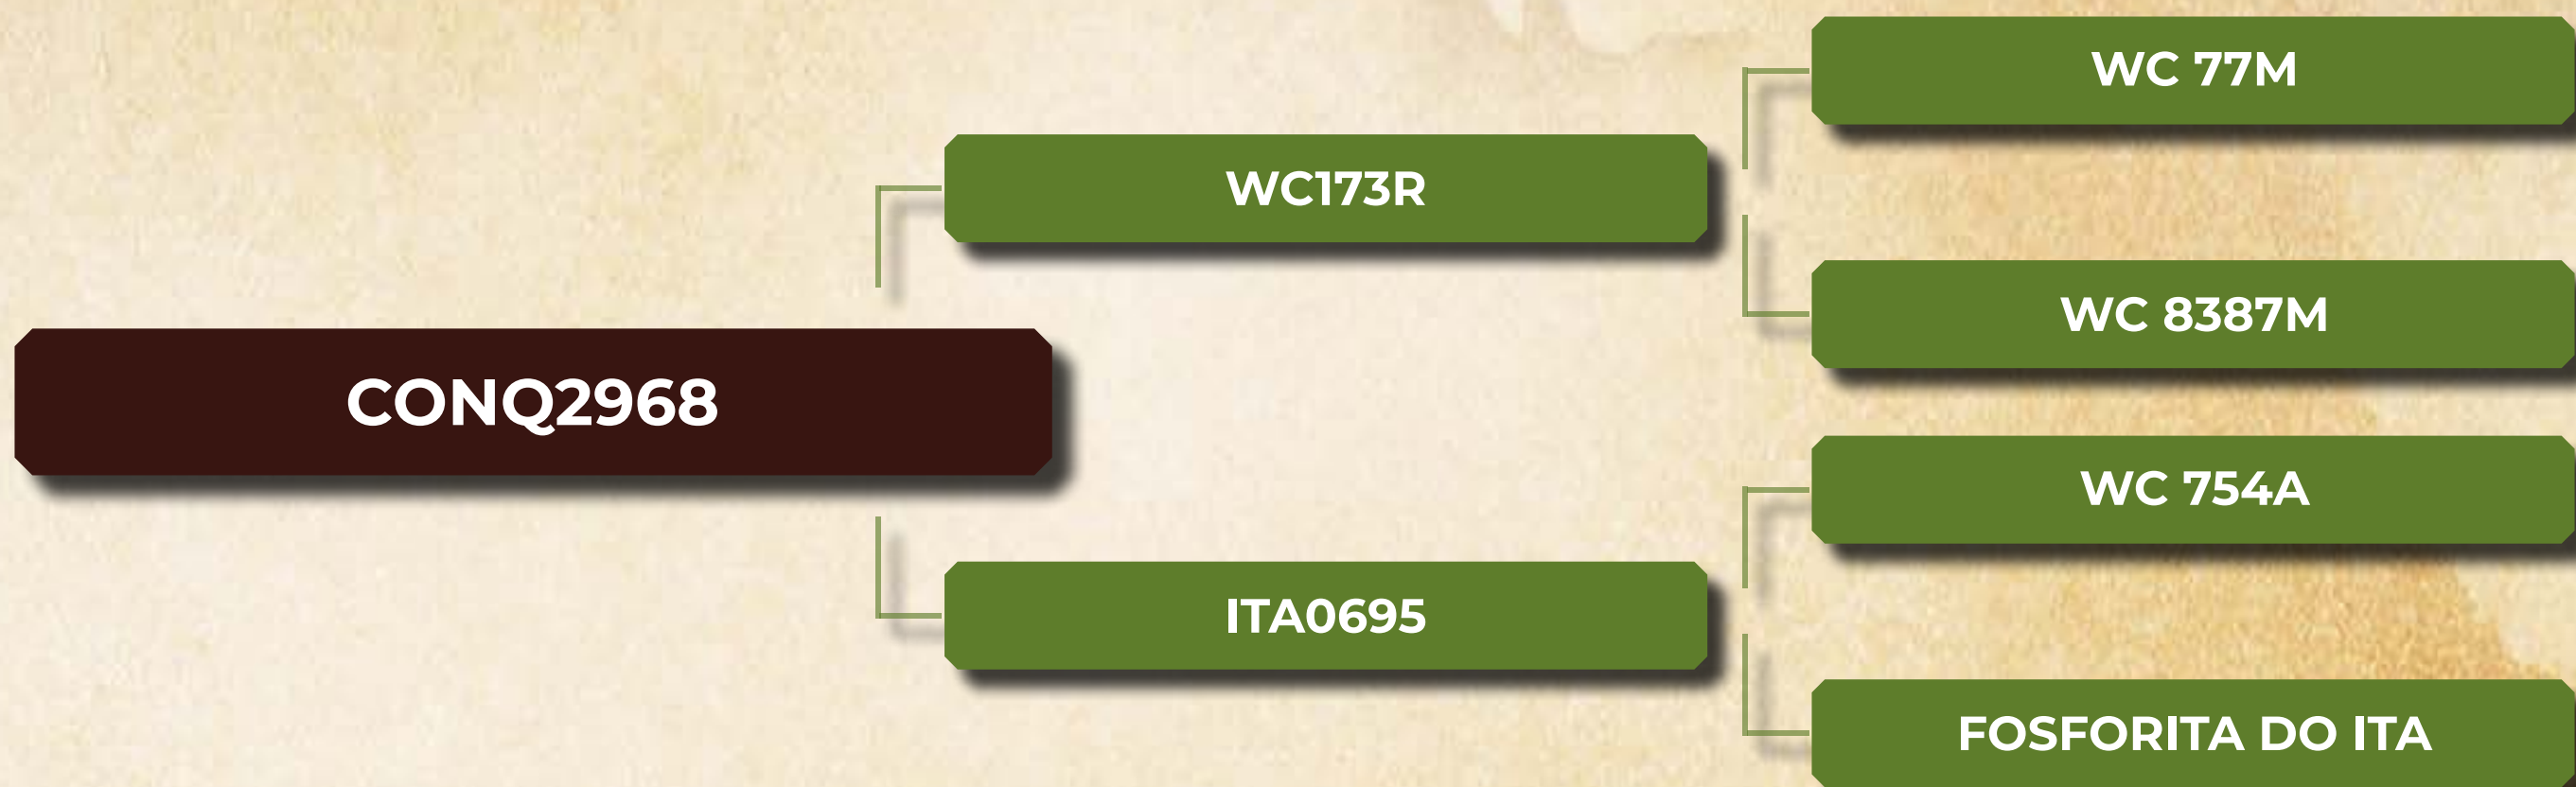 WC 77M
WC173R
WC 8387M
CONQ2968
WC 754A
ITA0695
FOSFORITA DO ITA